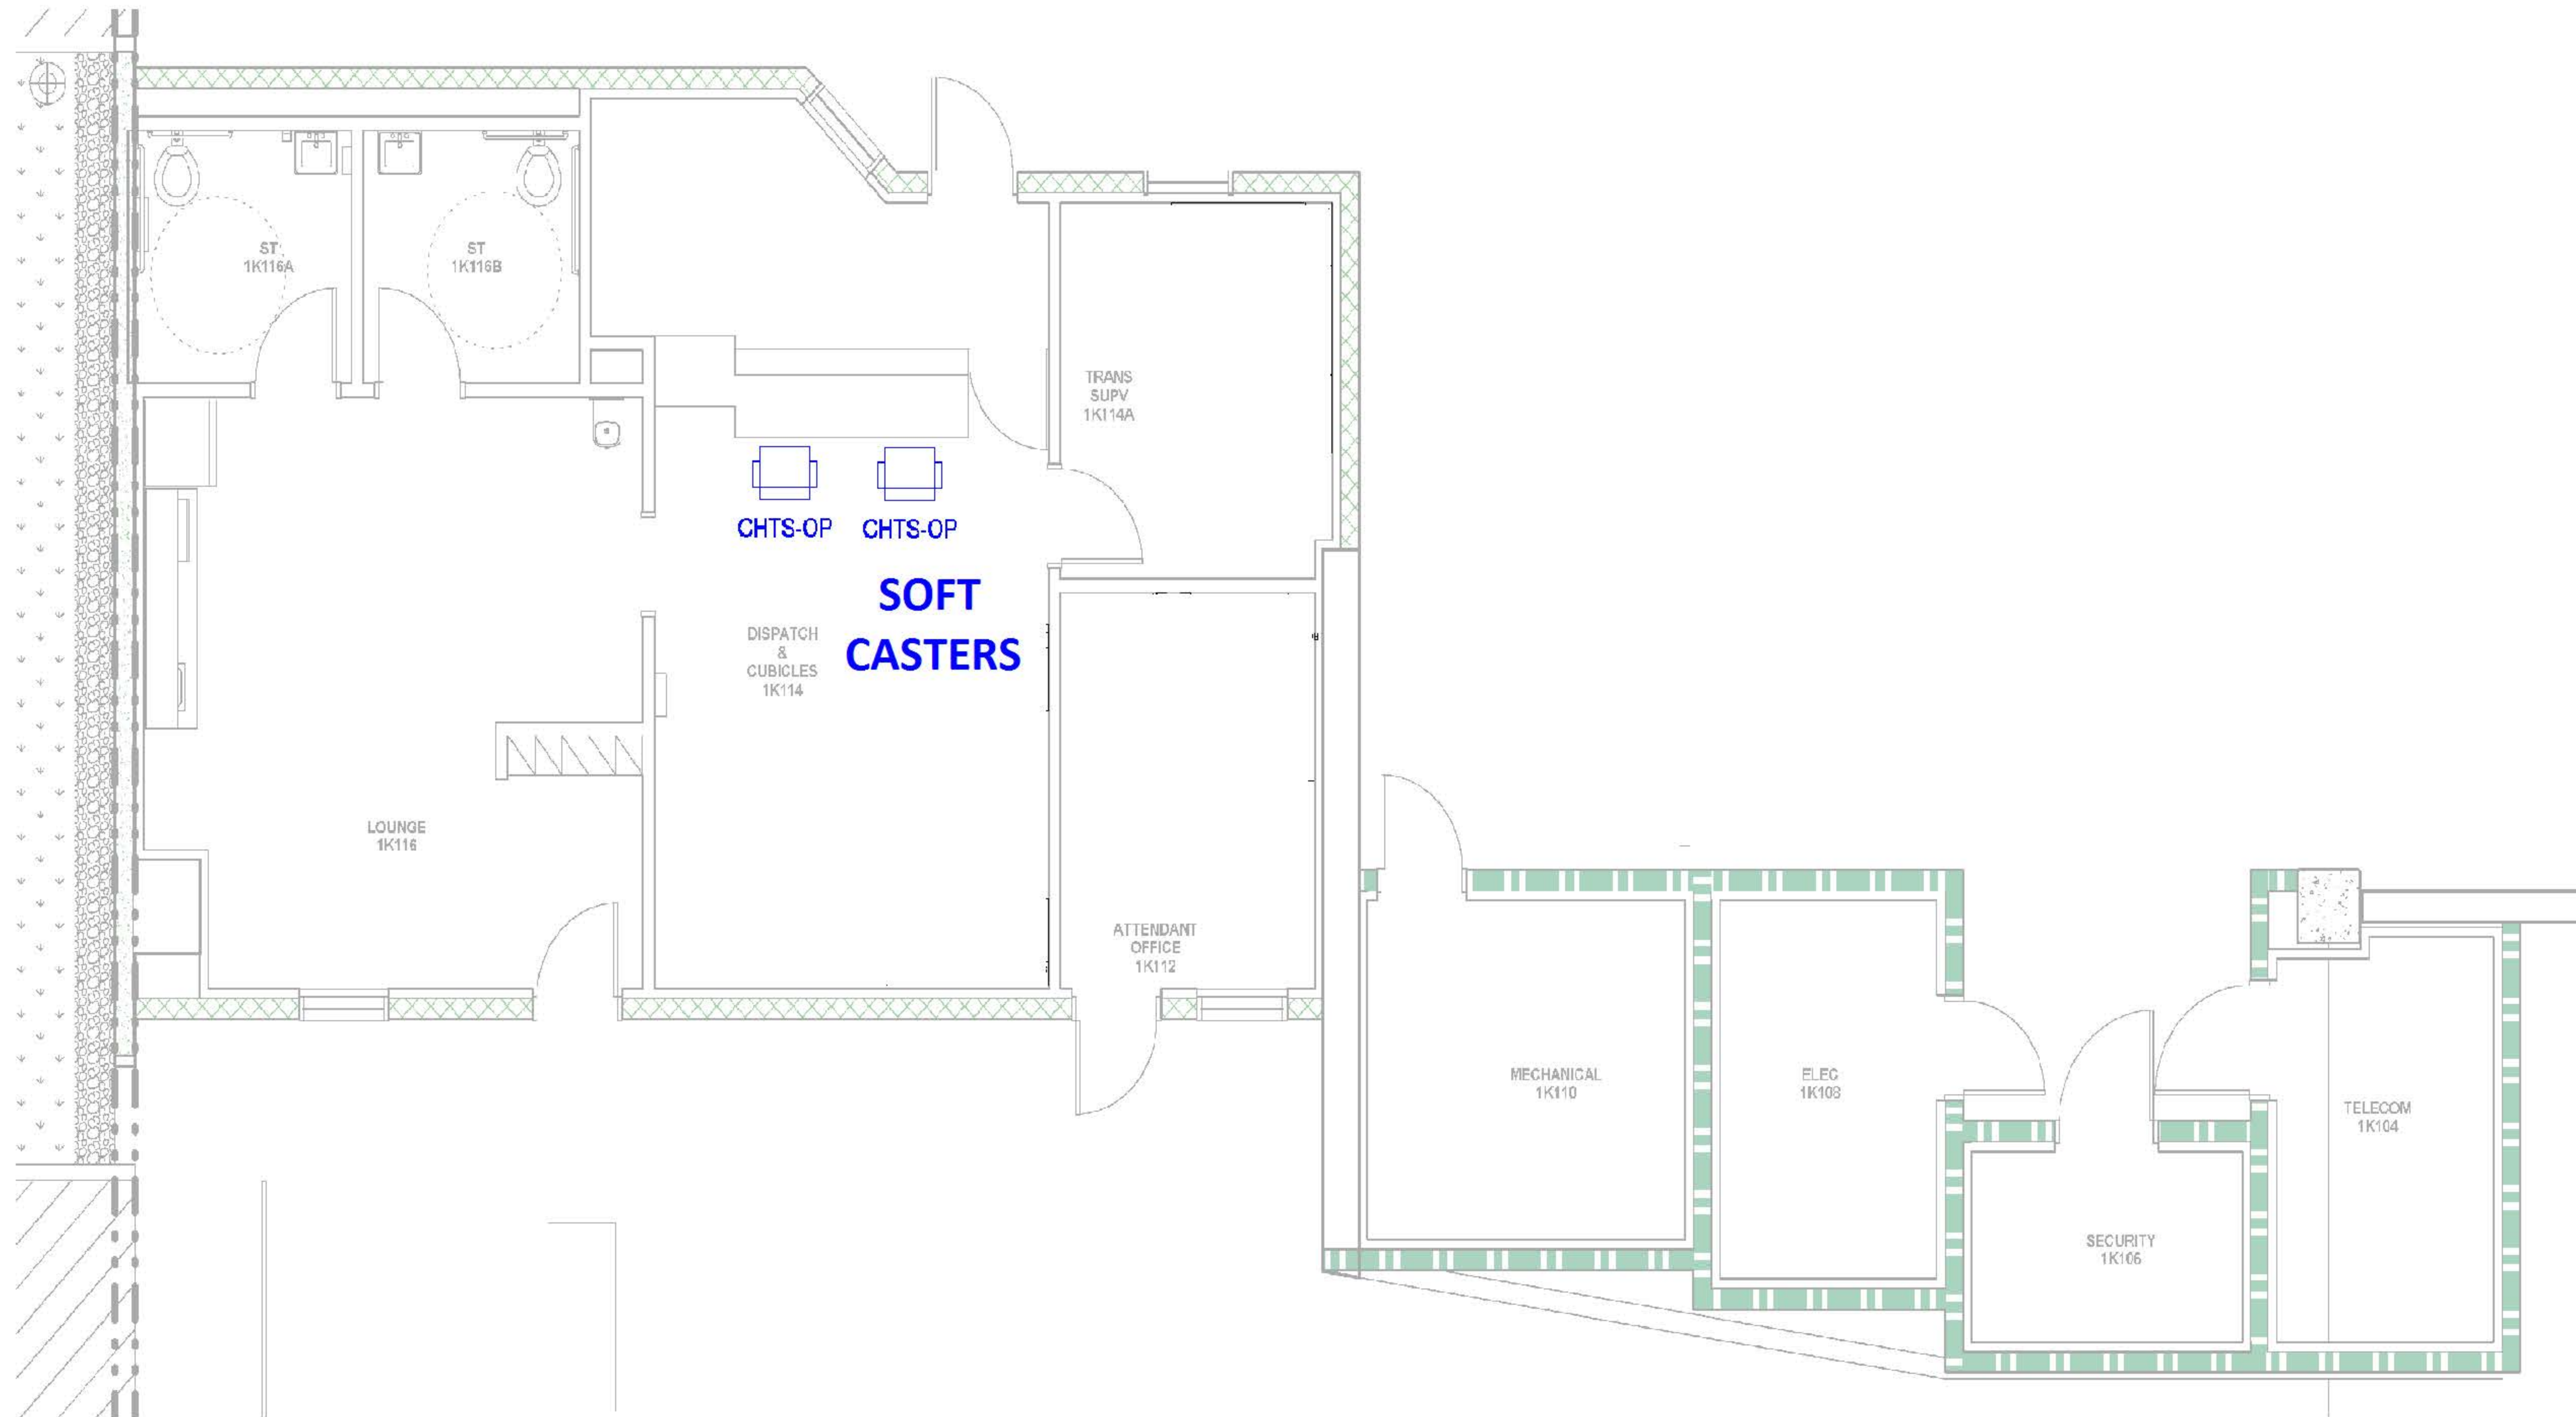 ST
1K116A
ST
1K116B
TRANS
SUPV
1K114A
CHTS-OP
CHTS-OP
SOFT
CASTERS
DISPATCH
&
CUBICLES
1K114
LOUNGE
1K116
ATTENDANT
OFFICE
1K112
MECHANICAL
1K110
ELEC
1K108
TELECOM
1K104
SECURITY
1K106